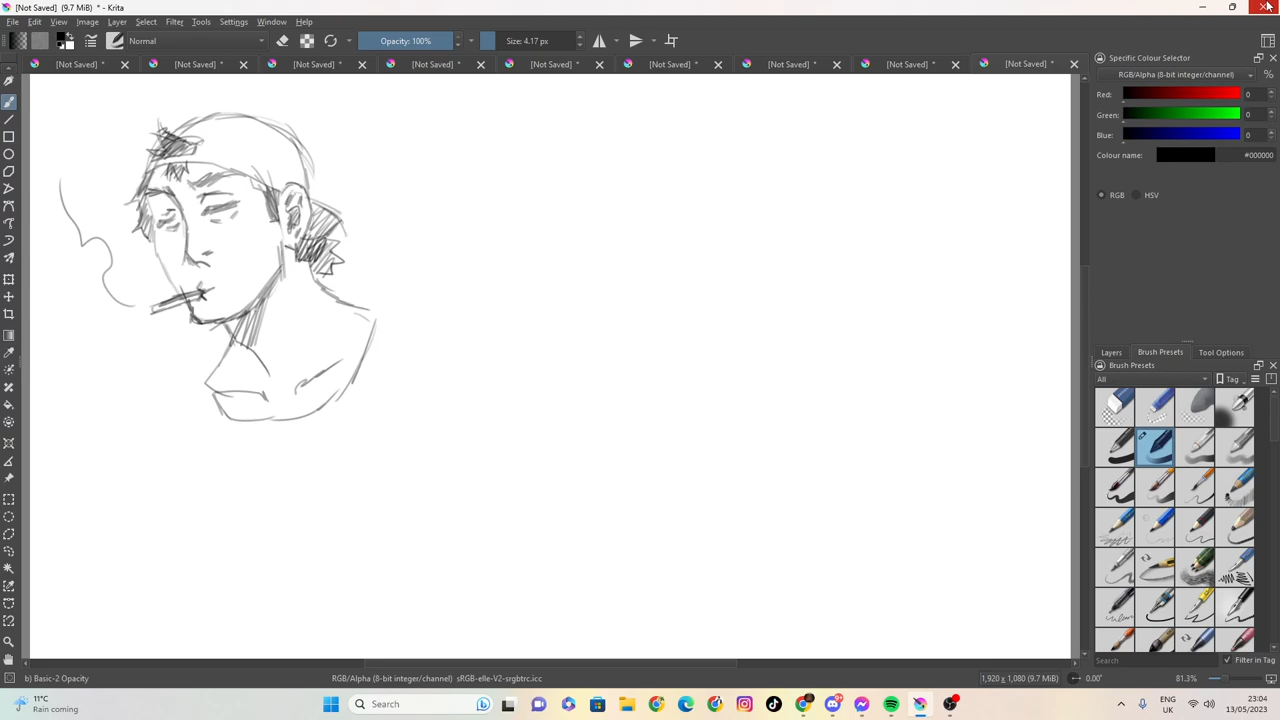 [Not Saved] (9.7 MiB) * - Krita
File Edit View Image Layer Select Filter Tools Settings Window Help
Normal Opacity: 100% Size: 4.17 px
[Not Saved] * [Not Saved] * [Not Saved] * [Not Saved] * [Not Saved] * [Not Saved] * [Not Saved] * [Not Saved] * [Not Saved] *
Specific Colour Selector
RGB/Alpha (8-bit integer/channel) %
Red: 0
Green: 0
Blue: 0
Colour name: #000000
RGB HSV
Layers Brush Presets Tool Options
Brush Presets
All Tag
Search Filter in Tag
b) Basic-2 Opacity RGB/Alpha (8-bit integer/channel) sRGB-elle-V2-srgbtrc.icc 1,920 x 1,080 (9.7 MiB) 0.00° 81.3%
11°C
Rain coming
Search
ENG
UK
23:04
13/05/2023